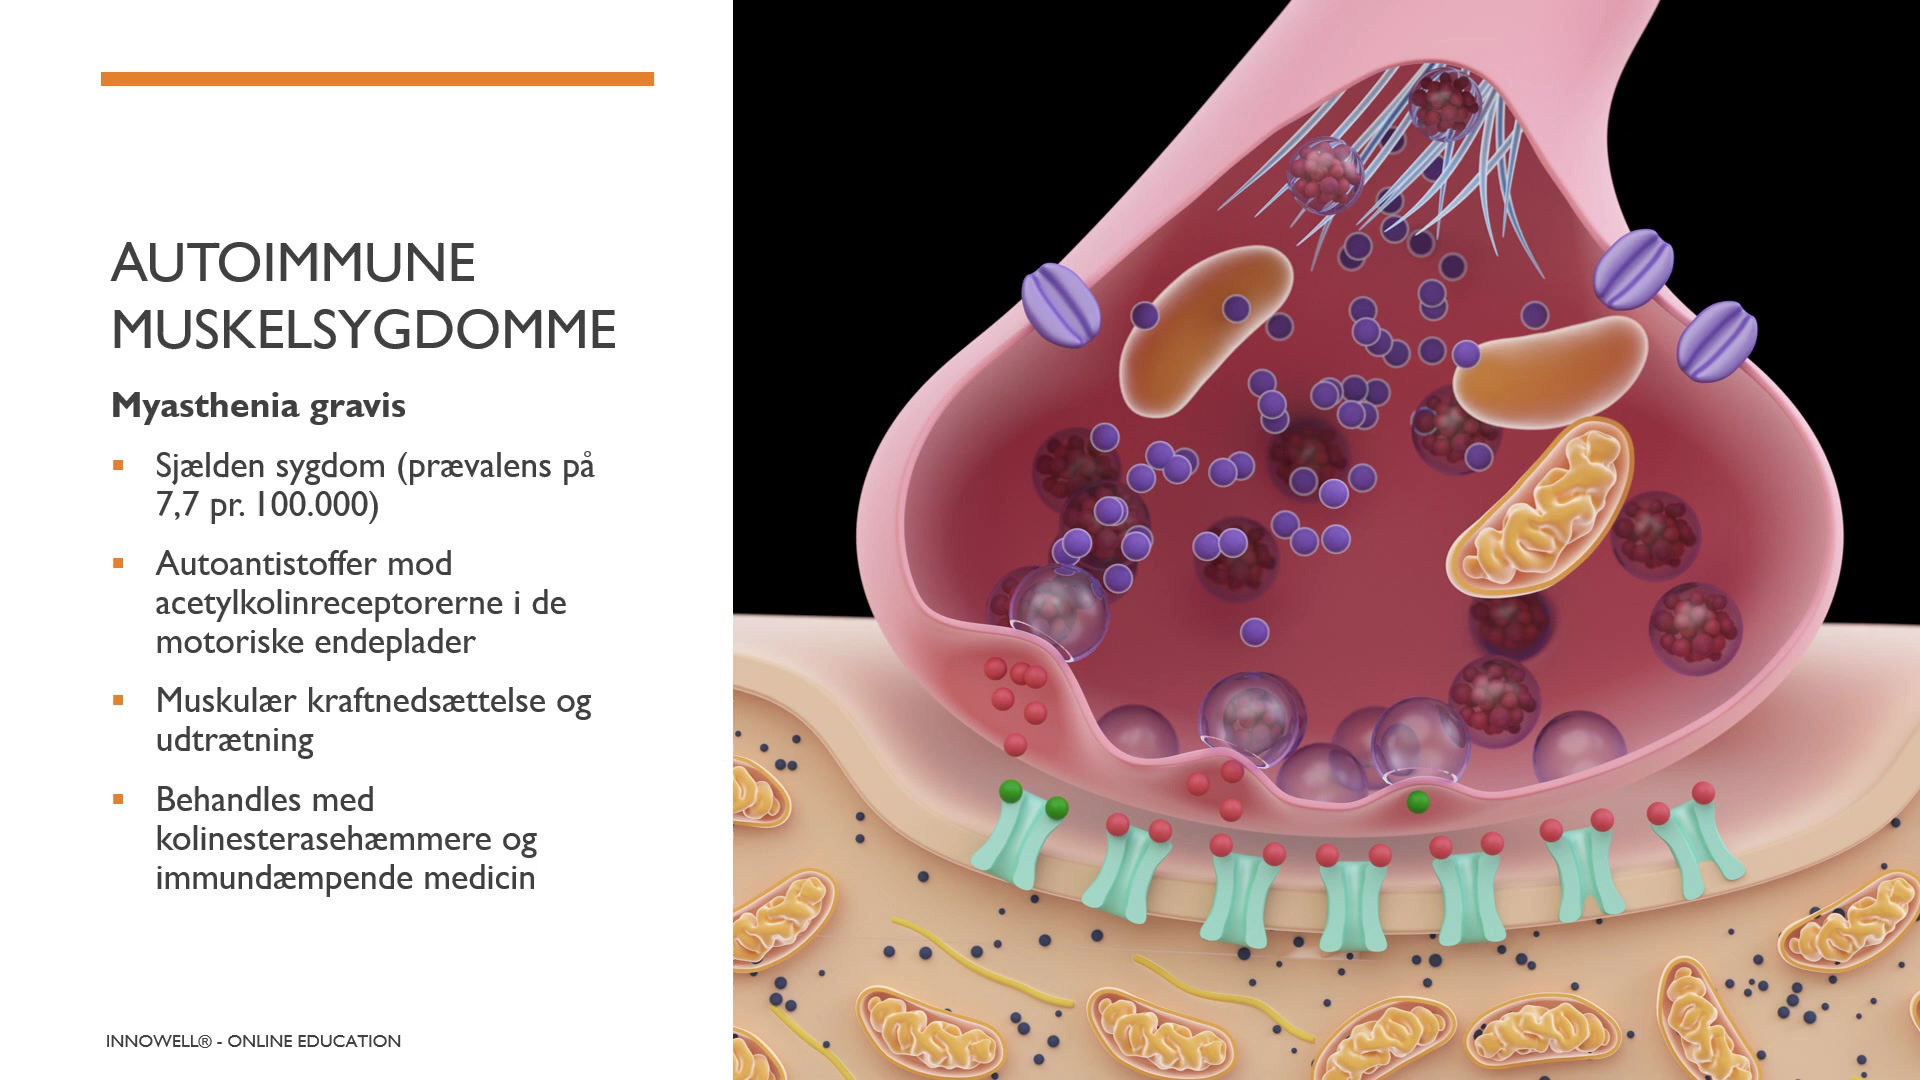 AUTOIMMUNE
MUSKELSYGDOMME
Myasthenia gravis
▪ Sjælden sygdom (prævalens på
7,7 pr. 100.000)
▪ Autoantistoffer mod
acetylkolinreceptorerne i de
motoriske endeplader
▪ Muskulær kraftnedsættelse og
udtrætning
▪ Behandles med
kolinesterasehæmmere og
immundæmpende medicin
INNOWELL® - ONLINE EDUCATION